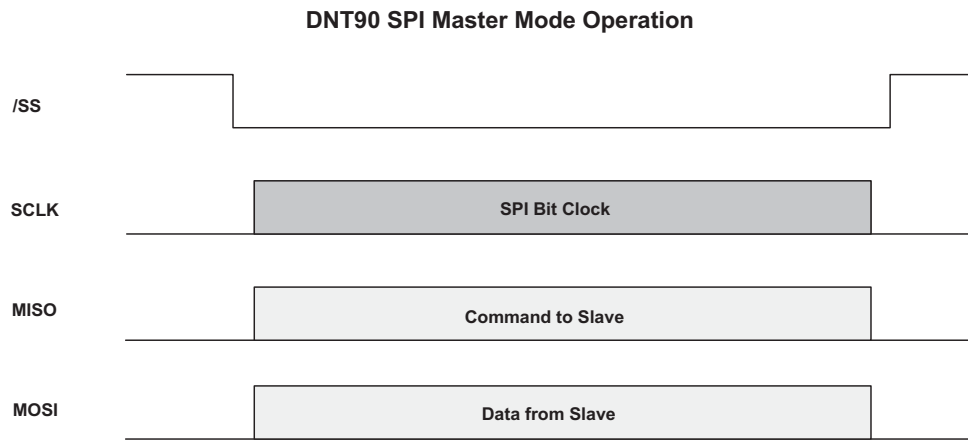 DNT90 SPI Master Mode Operation
/SS
SCLK
SPI Bit Clock
MISO
Command to Slave
MOSI
Data from Slave